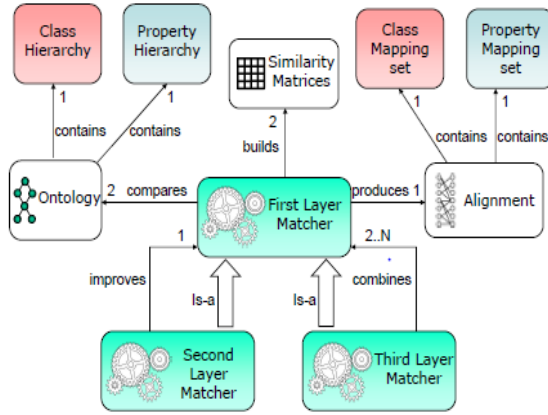 Class
Hierarchy
Property
Hierarchy
Similarity
Matrices
Class
Mapping
set
Property
Mapping
set
1
1
2
1
1
contains
contains
builds
contains
contains
Ontology
2 compares
First Layer
Matcher
produces 1
Alignment
1
2..N
improves
Is-a
Is-a
combines
Second
Layer
Matcher
Third Layer
Matcher